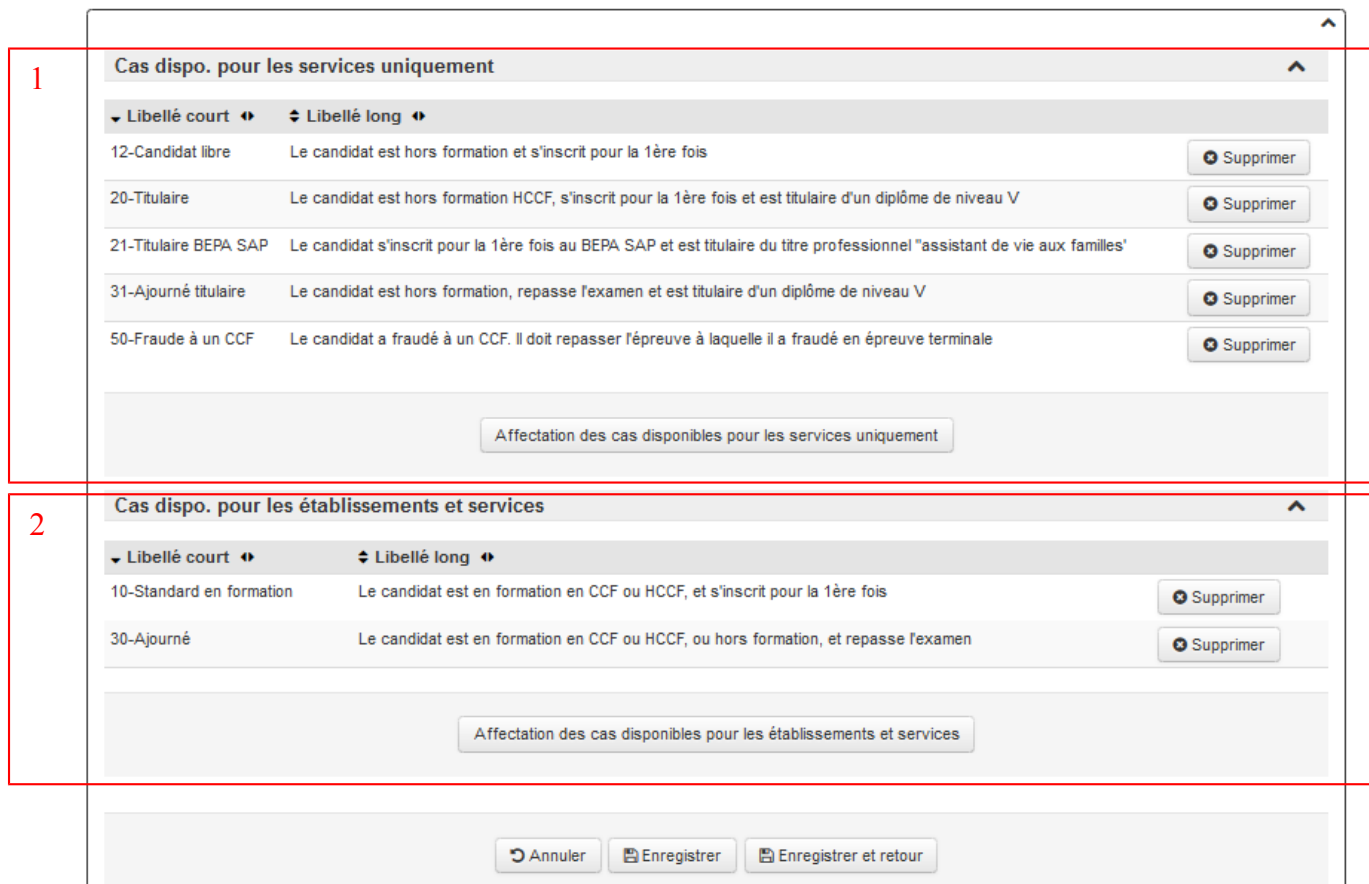 1
Cas dispo. pour les services uniquement
Libellé court Libellé long
12-Candidat libre Le candidat est hors formation et s'inscrit pour la 1ère fois Supprimer
20-Titulaire Le candidat est hors formation HCCF, s'inscrit pour la 1ère fois et est titulaire d'un diplôme de niveau V Supprimer
21-Titulaire BEPA SAP Le candidat s'inscrit pour la 1ère fois au BEPA SAP et est titulaire du titre professionnel "assistant de vie aux familles' Supprimer
31-Ajourné titulaire Le candidat est hors formation, repasse l'examen et est titulaire d'un diplôme de niveau V Supprimer
50-Fraude à un CCF Le candidat a fraudé à un CCF. Il doit repasser l'épreuve à laquelle il a fraudé en épreuve terminale Supprimer
Affectation des cas disponibles pour les services uniquement
2
Cas dispo. pour les établissements et services
Libellé court Libellé long
10-Standard en formation Le candidat est en formation en CCF ou HCCF, et s'inscrit pour la 1ère fois Supprimer
30-Ajourné Le candidat est en formation en CCF ou HCCF, ou hors formation, et repasse l'examen Supprimer
Affectation des cas disponibles pour les établissements et services
Annuler Enregistrer Enregistrer et retour